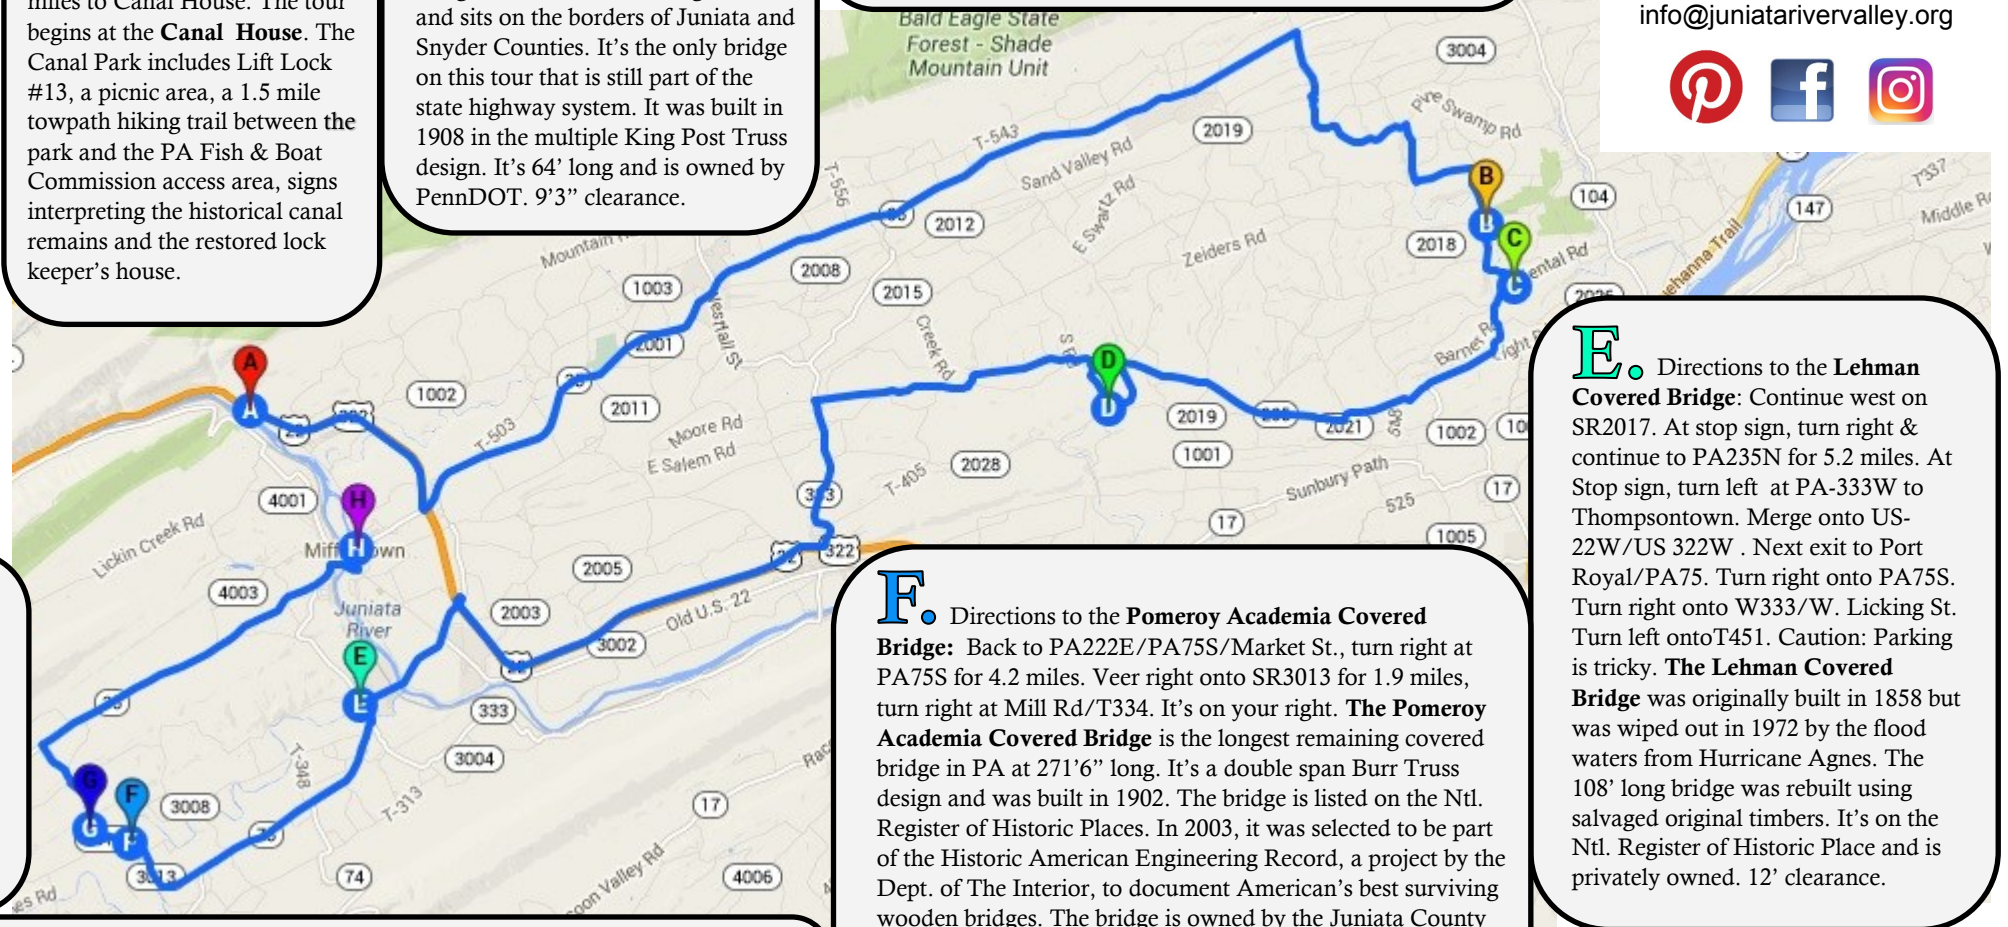 miles to Canal House. The tour
begins at the Canal House. The
Canal Park includes Lift Lock
#13, a picnic area, a 1.5 mile
towpath hiking trail between the
park and the PA Fish & Boat
Commission access area, signs
interpreting the historical canal
remains and the restored lock
keeper's house.
and sits on the borders of Juniata and
Snyder Counties. It's the only bridge
on this tour that is still part of the
state highway system. It was built in
1908 in the multiple King Post Truss
design. It's 64' long and is owned by
PennDOT. 9'3" clearance.
info@juniatarivervalley.org
Bald Eagle State
Forest - Shade
Mountain Unit
3004
Pine Swamp Rd
2019
T-543
Sand Valley Rd
T-556
E Swartz Rd
2012
Zeiders Rd
2018
104
147
T-337
Middle
B
B
C
C
Mountain
2008
1003
2015
2001
Creek Rd
Barner
D
D
A
A
1002
22
35
2011
Moore Rd
E Salem Rd
T-503
2019
235
2021
1002
1001
Sunbury Path
525
17
17
1005
2028
T-405
333
322
22
4001
H
H
Lickin Creek Rd
4003
2005
Juniata
River
2003
Old U.S. 22
3002
22
E
E
333
35
3004
T-348
T-313
G
G
F
F
3008
75
3013
74
17
4006
E. Directions to the Lehman
Covered Bridge: Continue west on
SR2017. At stop sign, turn right &
continue to PA235N for 5.2 miles. At
Stop sign, turn left at PA-333W to
Thompsontown. Merge onto US-
22W/US 322W . Next exit to Port
Royal/PA75. Turn right onto PA75S.
Turn right onto W333/W. Licking St.
Turn left ontoT451. Caution: Parking
is tricky. The Lehman Covered
Bridge was originally built in 1858 but
was wiped out in 1972 by the flood
waters from Hurricane Agnes. The
108' long bridge was rebuilt using
salvaged original timbers. It's on the
Ntl. Register of Historic Place and is
privately owned. 12' clearance.
F. Directions to the Pomeroy Academia Covered
Bridge: Back to PA222E/PA75S/Market St., turn right at
PA75S for 4.2 miles. Veer right onto SR3013 for 1.9 miles,
turn right at Mill Rd/T334. It's on your right. The Pomeroy
Academia Covered Bridge is the longest remaining covered
bridge in PA at 271'6" long. It's a double span Burr Truss
design and was built in 1902. The bridge is listed on the Ntl.
Register of Historic Places. In 2003, it was selected to be part
of the Historic American Engineering Record, a project by the
Dept. of The Interior, to document American's best surviving
wooden bridges. The bridge is owned by the Juniata County